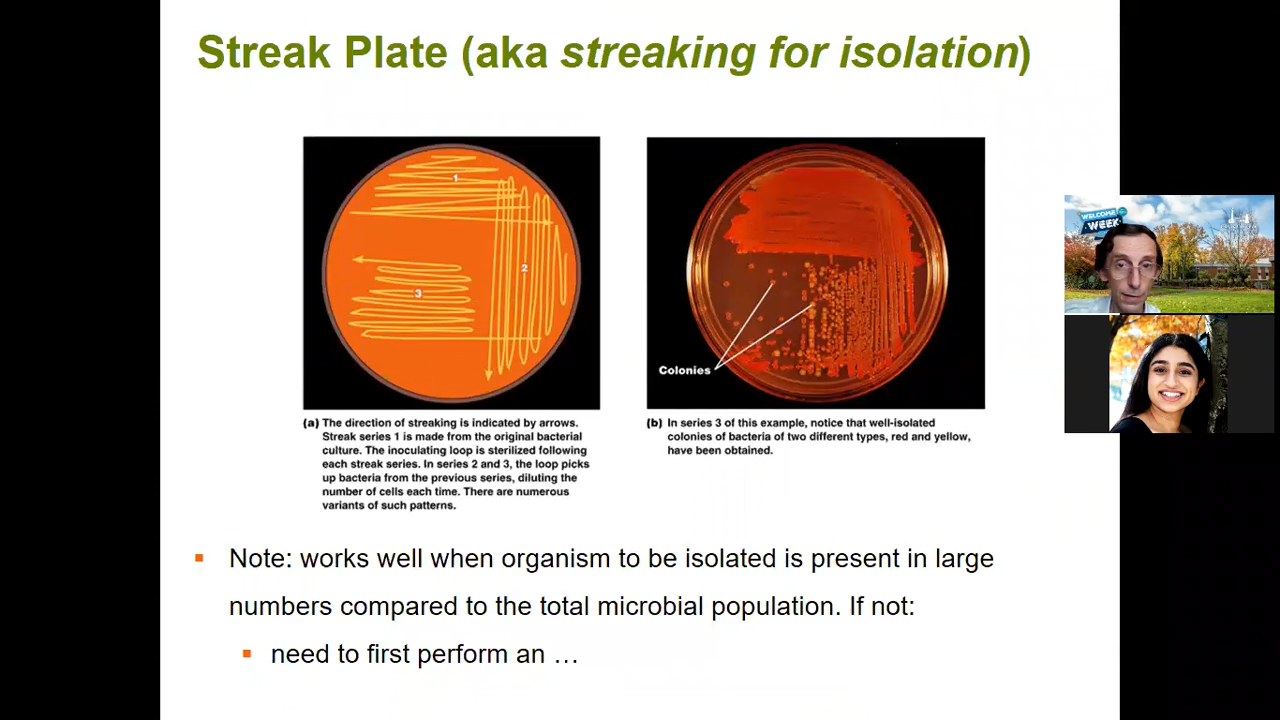 Streak Plate (aka streaking for isolation)
1
2
3
Colonies
(a) The direction of streaking is indicated by arrows.
Streak series 1 is made from the original bacterial
culture. The inoculating loop is sterilized following
each streak series. In series 2 and 3, the loop picks
up bacteria from the previous series, diluting the
number of cells each time. There are numerous
variants of such patterns.
(b) In series 3 of this example, notice that well-isolated
colonies of bacteria of two different types, red and yellow,
have been obtained.
WELCOME
WEEK
▪ Note: works well when organism to be isolated is present in large
numbers compared to the total microbial population. If not:
▪ need to first perform an …